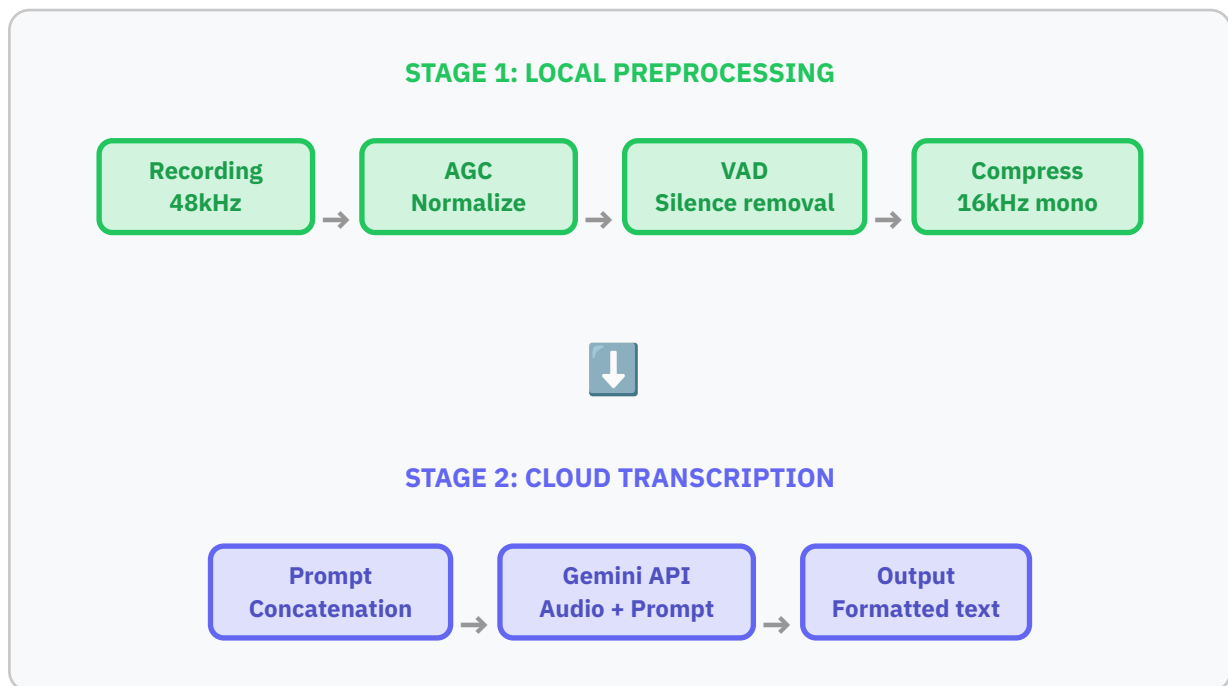 STAGE 1: LOCAL PREPROCESSING
Recording
48kHz
AGC
Normalize
VAD
Silence removal
Compress
16kHz mono
STAGE 2: CLOUD TRANSCRIPTION
Prompt
Concatenation
Gemini API
Audio + Prompt
Output
Formatted text